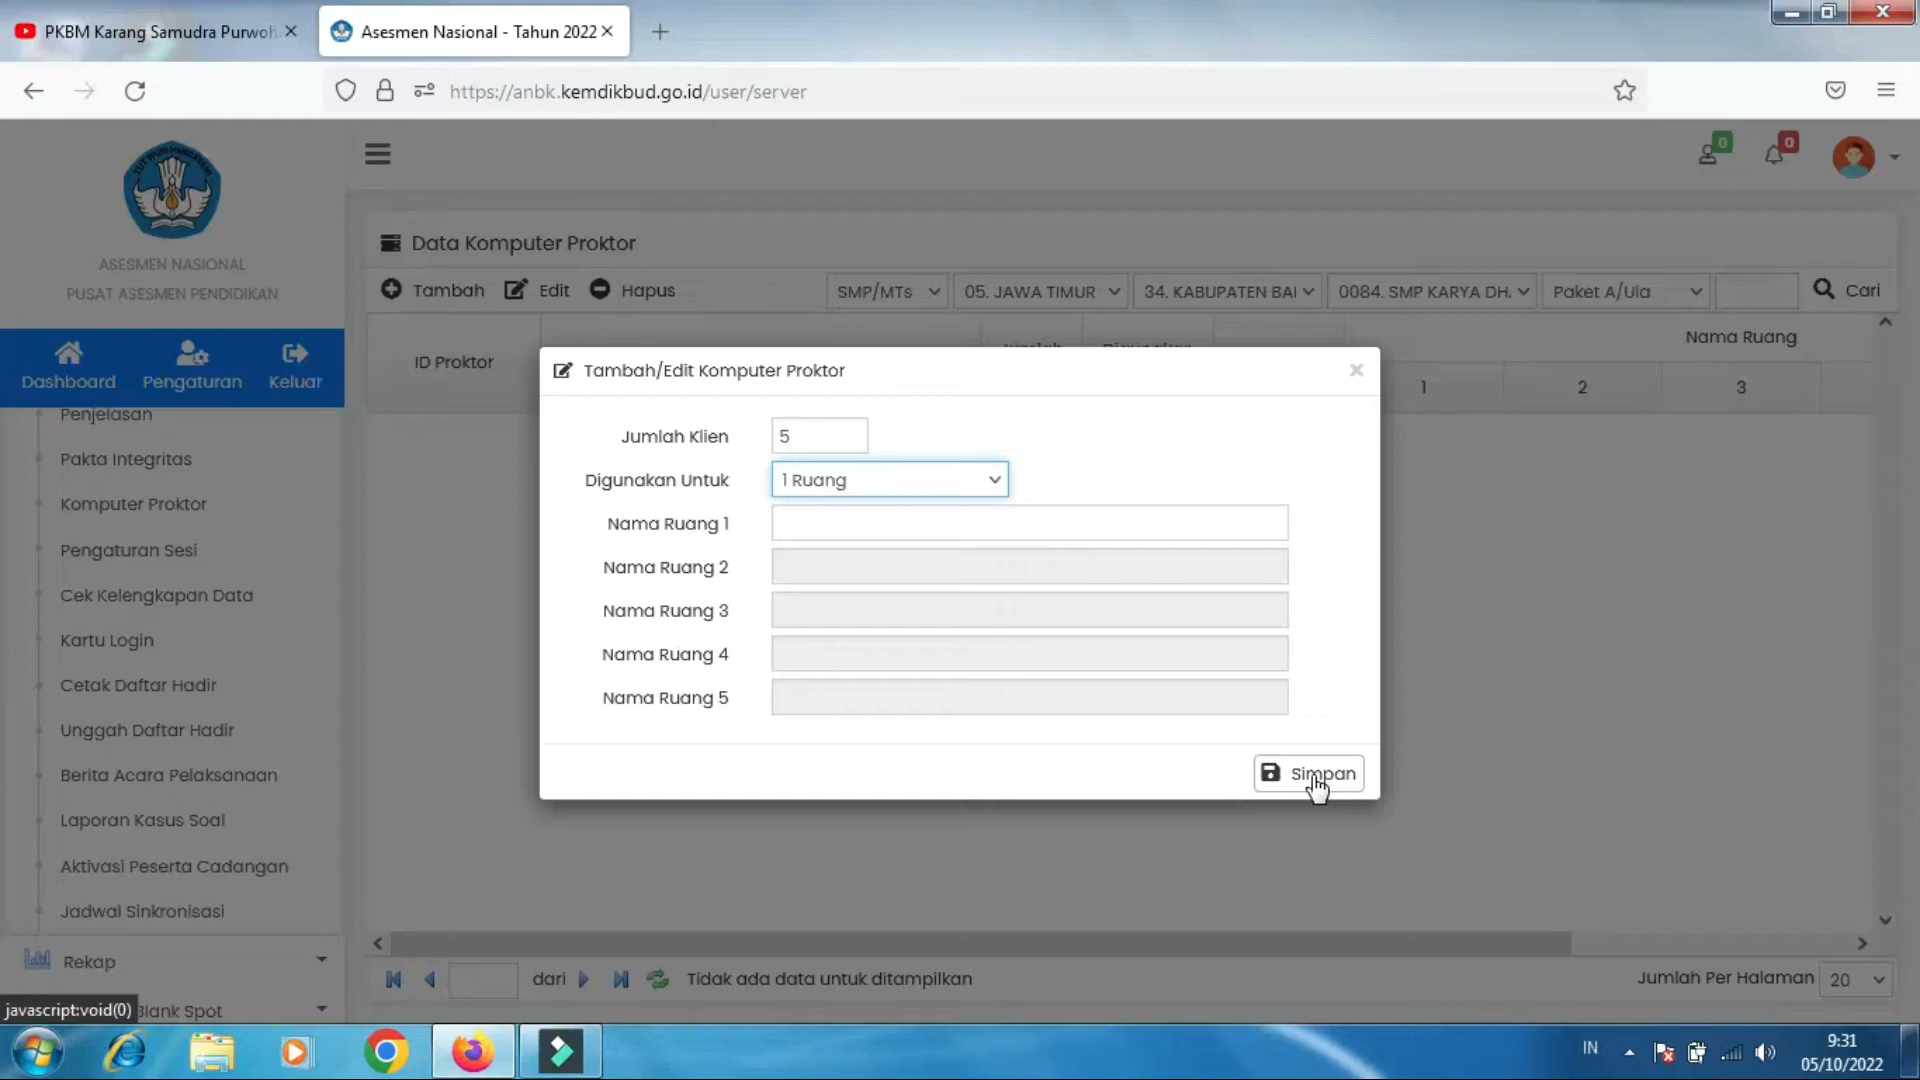 PKBM Karang Samudra Purwoh
Asesmen Nasional - Tahun 2022
https://anbk.kemdikbud.go.id/user/server
ASESMEN NASIONAL
PUSAT ASESMEN PENDIDIKAN
0
0
Data Komputer Proktor
Tambah Edit Hapus SMP/MTs 05. JAWA TIMUR 34. KABUPATEN BAI 0084. SMP KARYA DH. Paket A/Ula Cari
Dashboard Pengaturan Keluar
ID Proktor
Nama Ruang
1 2 3
Penjelasan
Pakta Integritas
Komputer Proktor
Pengaturan Sesi
Cek Kelengkapan Data
Kartu Login
Cetak Daftar Hadir
Unggah Daftar Hadir
Berita Acara Pelaksanaan
Laporan Kasus Soal
Aktivasi Peserta Cadangan
Jadwal Sinkronisasi
Rekap
Blank Spot
Tambah/Edit Komputer Proktor
Jumlah Klien 5
Digunakan Untuk 1 Ruang
Nama Ruang 1
Nama Ruang 2
Nama Ruang 3
Nama Ruang 4
Nama Ruang 5
Simpan
dari Tidak ada data untuk ditampilkan Jumlah Per Halaman 20
javascript:void(0)
IN
9:31
05/10/2022